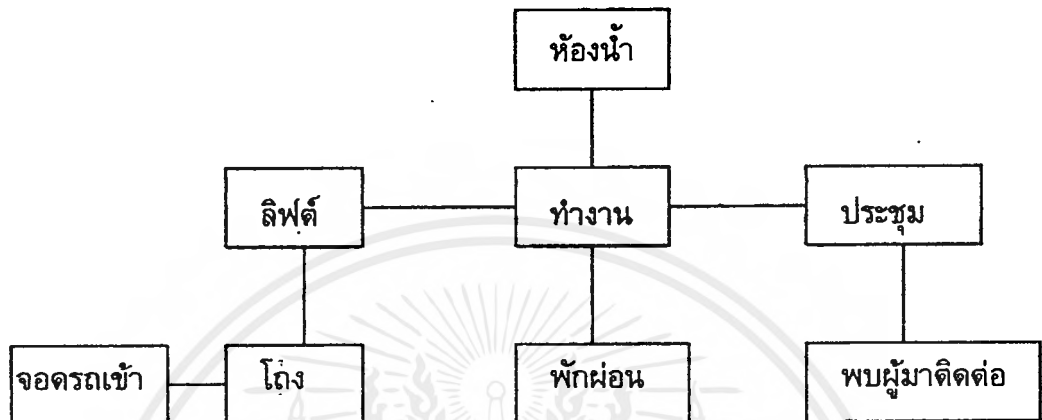 ห้องน้ำ
ลิฟต์ ทำงาน ประชุม
จอดรถเข้า โถง พักผ่อน พบผู้มาติดต่อ